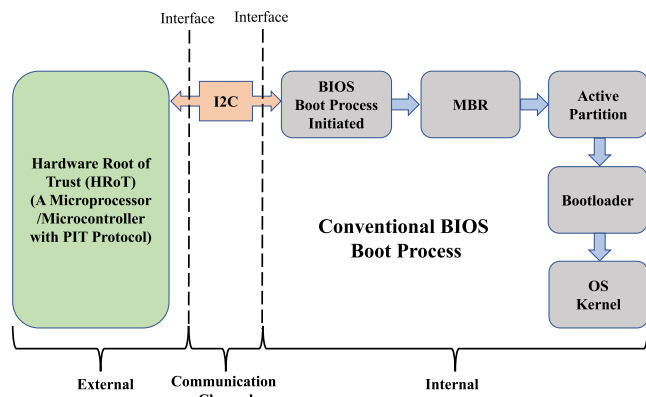 Interface
Interface
Hardware Root of
Trust (HRoT)
(A Microprocessor
/Microcontroller
with PIT Protocol)
I2C
BIOS
Boot Process
Initiated
MBR
Active
Partition
Bootloader
OS
Kernel
Conventional BIOS
Boot Process
External
Communication
Channel
Internal